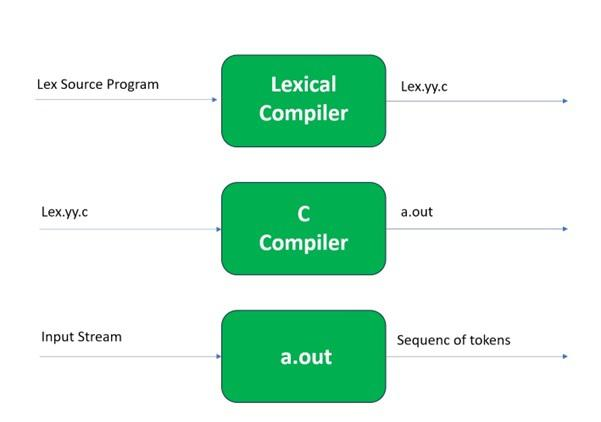 Lex Source Program
Lexical
Compiler
Lex.yy.c
Lex.yy.c
C
Compiler
a.out
Input Stream
a.out
Sequenc of tokens